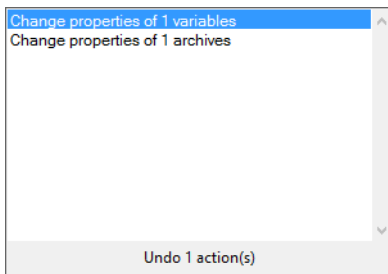 Change properties of 1 variables
Change properties of 1 archives
Undo 1 action(s)